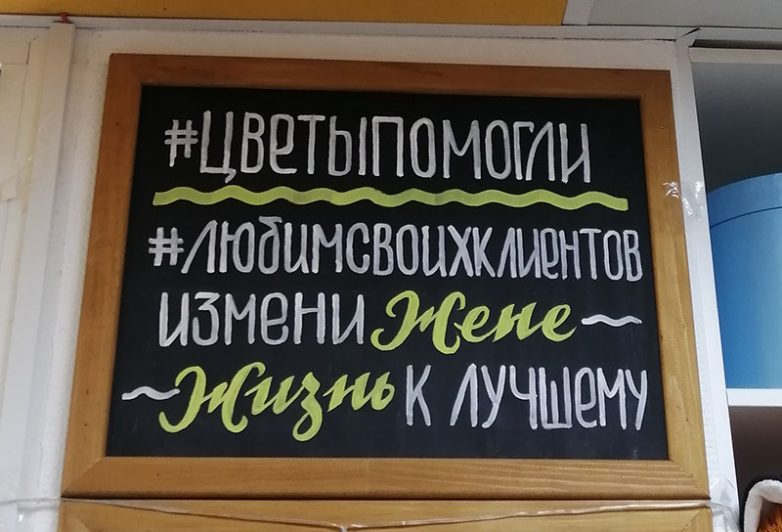 #ЦВЕТЫПОМОГЛИ
#ЛЮБИМСВОИХКЛИЕНТОВ
ИЗМЕНИ Жене ~
~ Жизнь К ЛУЧШЕМУ